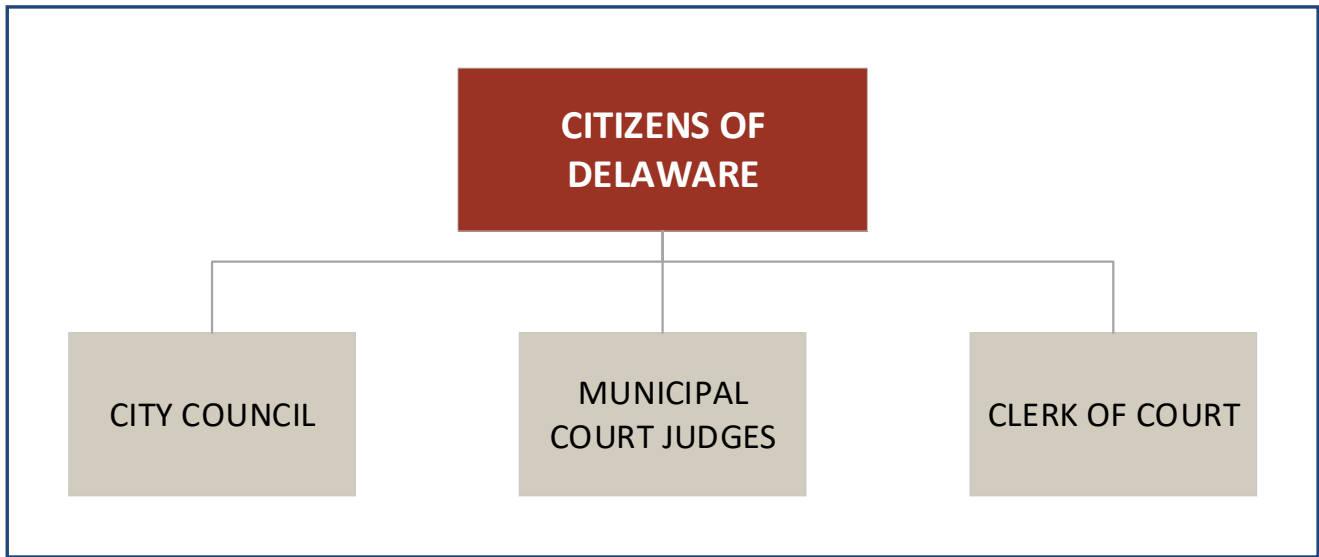 CITIZENS OF
DELAWARE
CITY COUNCIL
MUNICIPAL
COURT JUDGES
CLERK OF COURT